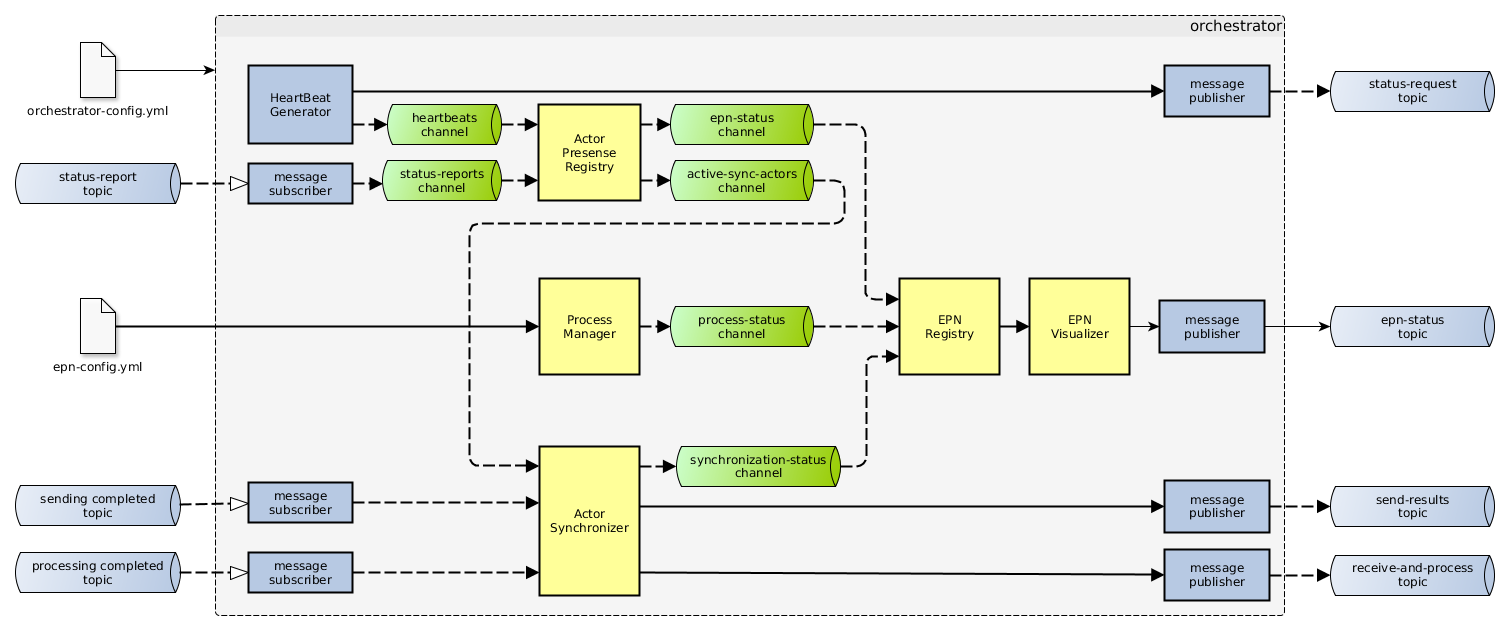 orchestrator
orchestrator-config.yml
HeartBeat
Generator
message
publisher
status-request
topic
heartbeats
channel
Actor
Presense
Registry
epn-status
channel
status-report
topic
message
subscriber
status-reports
channel
active-sync-actors
channel
epn-config.yml
Process
Manager
process-status
channel
EPN
Registry
EPN
Visualizer
message
publisher
epn-status
topic
synchronization-status
channel
sending completed
topic
message
subscriber
Actor
Synchronizer
message
publisher
send-results
topic
processing completed
topic
message
subscriber
message
publisher
receive-and-process
topic